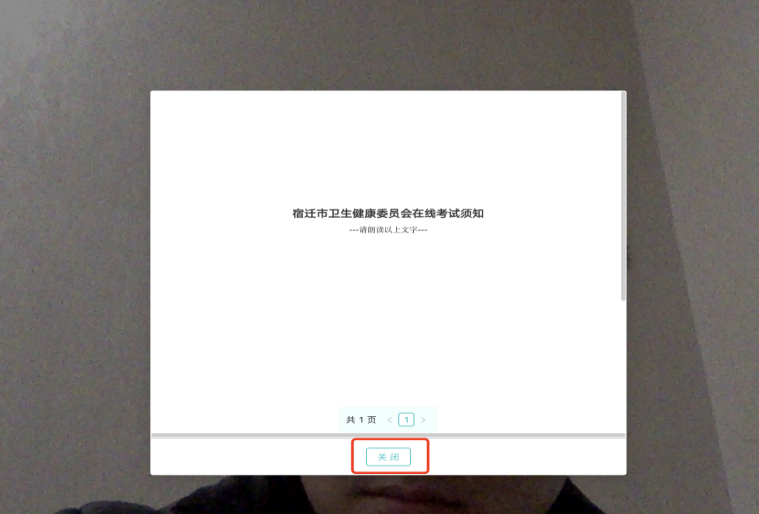 宿迁市卫生健康委员会在线考试须知
---请朗读以上文字---
共 1 页 < 1 >
关 闭